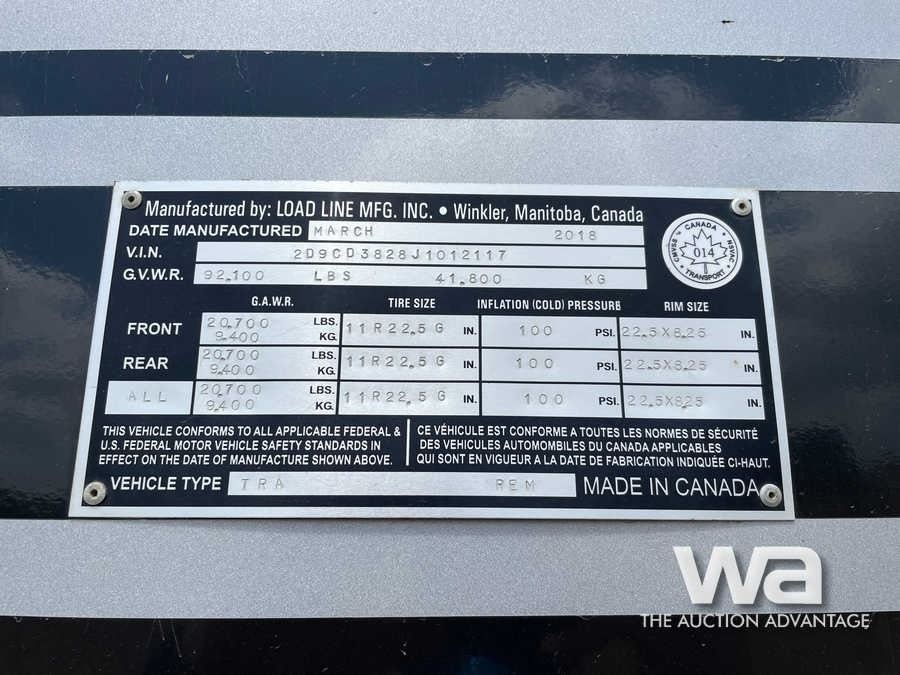 Manufactured by: LOAD LINE MFG. INC. • Winkler, Manitoba, Canada
DATE MANUFACTURED MARCH 2018
V.I.N. 2D9CD3828J1012117
G.V.W.R. 92,100 LBS 41,800 KG
CANADA
CMVSS NSVAC
014
TRANSPORT
G.A.W.R. TIRE SIZE INFLATION (COLD) PRESSURE RIM SIZE
FRONT 20,700 LBS. 9,400 KG. 11R22.5G IN. 100 PSI. 22.5X8.25 IN.
REAR 20,700 LBS. 9,400 KG. 11R22.5G IN. 100 PSI. 22.5X8.25 IN.
ALL 20,700 LBS. 9,400 KG. 11R22.5G IN. 100 PSI. 22.5X8.25 IN.
THIS VEHICLE CONFORMS TO ALL APPLICABLE FEDERAL &
U.S. FEDERAL MOTOR VEHICLE SAFETY STANDARDS IN
EFFECT ON THE DATE OF MANUFACTURE SHOWN ABOVE.
CE VÉHICULE EST CONFORME A TOUTES LES NORMES DE SÉCURITÉ
DES VEHICULES AUTOMOMBILES DU CANADA APPLICABLES
QUI SONT EN VIGUEUR A LA DATE DE FABRICATION INDIQUÉE CI-HAUT.
VEHICLE TYPE TRA REM MADE IN CANADA
wa
THE AUCTION ADVANTAGE